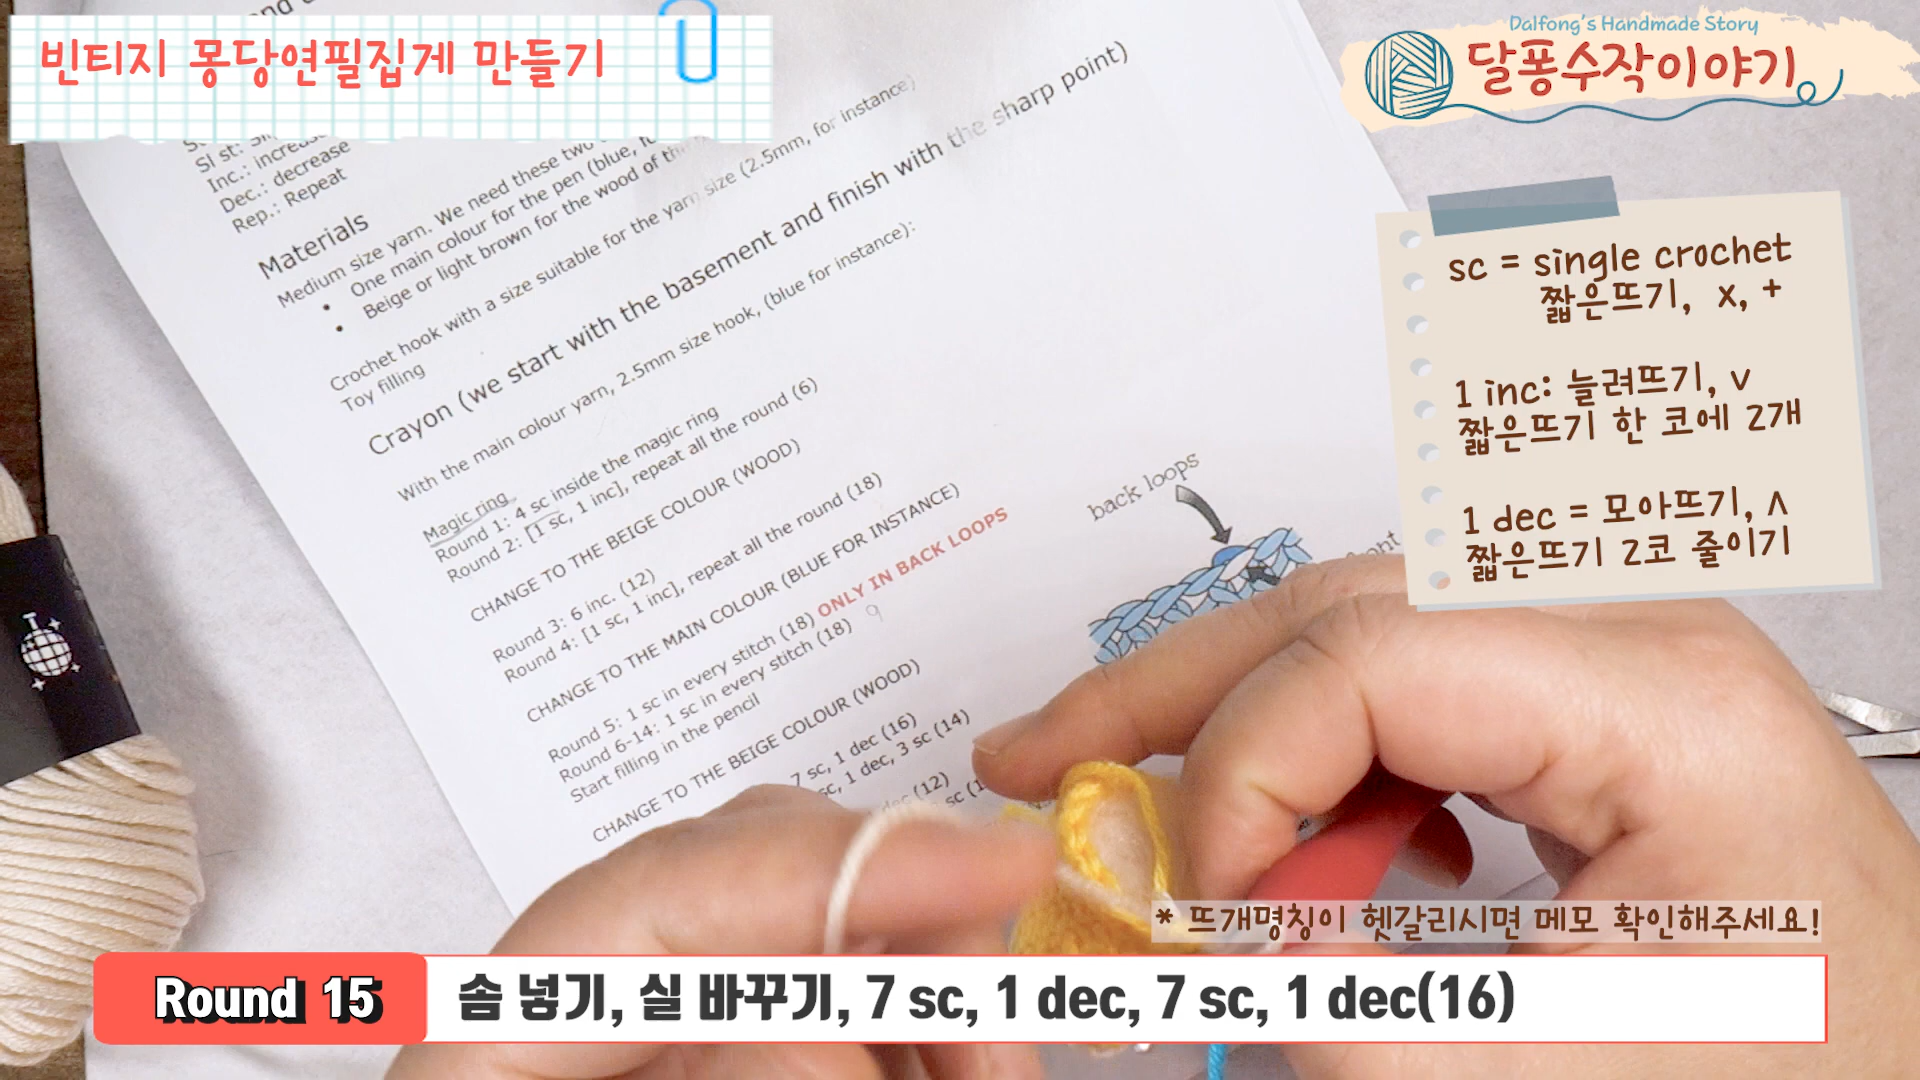 빈티지 몽당연필집게 만들기
Dalfong's Handmade Story
달퐁수작이야기
Sl st:
Inc.: increase
Dec.: decrease
Rep.: Repeat
Materials
Medium size yarn. We need these two
• One main colour for the pen (blue,
• Beige or light brown for the wood of
Crochet hook with a size suitable for the yarn size (2.5mm, for instance)
Toy filling
Crayon (we start with the basement and finish with the sharp point)
With the main colour yarn, 2.5mm size hook, (blue for instance):
Magic ring
Round 1: 4 sc inside the magic ring
Round 2: [1 sc, 1 inc], repeat all the round (6)
CHANGE TO THE BEIGE COLOUR (WOOD)
Round 3: 6 inc. (12)
Round 4: [1 sc, 1 inc], repeat all the round (18)
CHANGE TO THE MAIN COLOUR (BLUE FOR INSTANCE)
Round 5: 1 sc in every stitch (18) ONLY IN BACK LOOPS
Round 6-14: 1 sc in every stitch (18) 9
Start filling in the pencil
CHANGE TO THE BEIGE COLOUR (WOOD)
7 sc, 1 dec (16)
sc, 1 dec, 3 sc (14)
dec (12)
sc
back loops
sc = single crochet
짧은뜨기, x, +
1 inc: 늘려뜨기, v
짧은뜨기 한 코에 2개
1 dec = 모아뜨기, ʌ
짧은뜨기 2코 줄이기
* 뜨개명칭이 헷갈리시면 메모 확인해주세요!
Round 15
솜 넣기, 실 바꾸기, 7 sc, 1 dec, 7 sc, 1 dec(16)